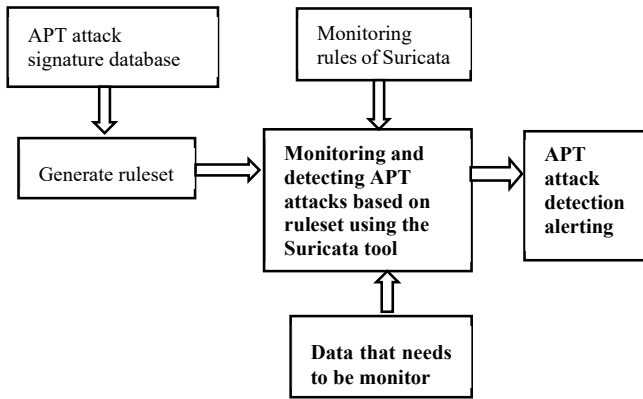 APT attack
signature database
Monitoring
rules of Suricata
Generate ruleset
Monitoring and
detecting APT
attacks based on
ruleset using the
Suricata tool
APT
attack
detection
alerting
Data that needs
to be monitor